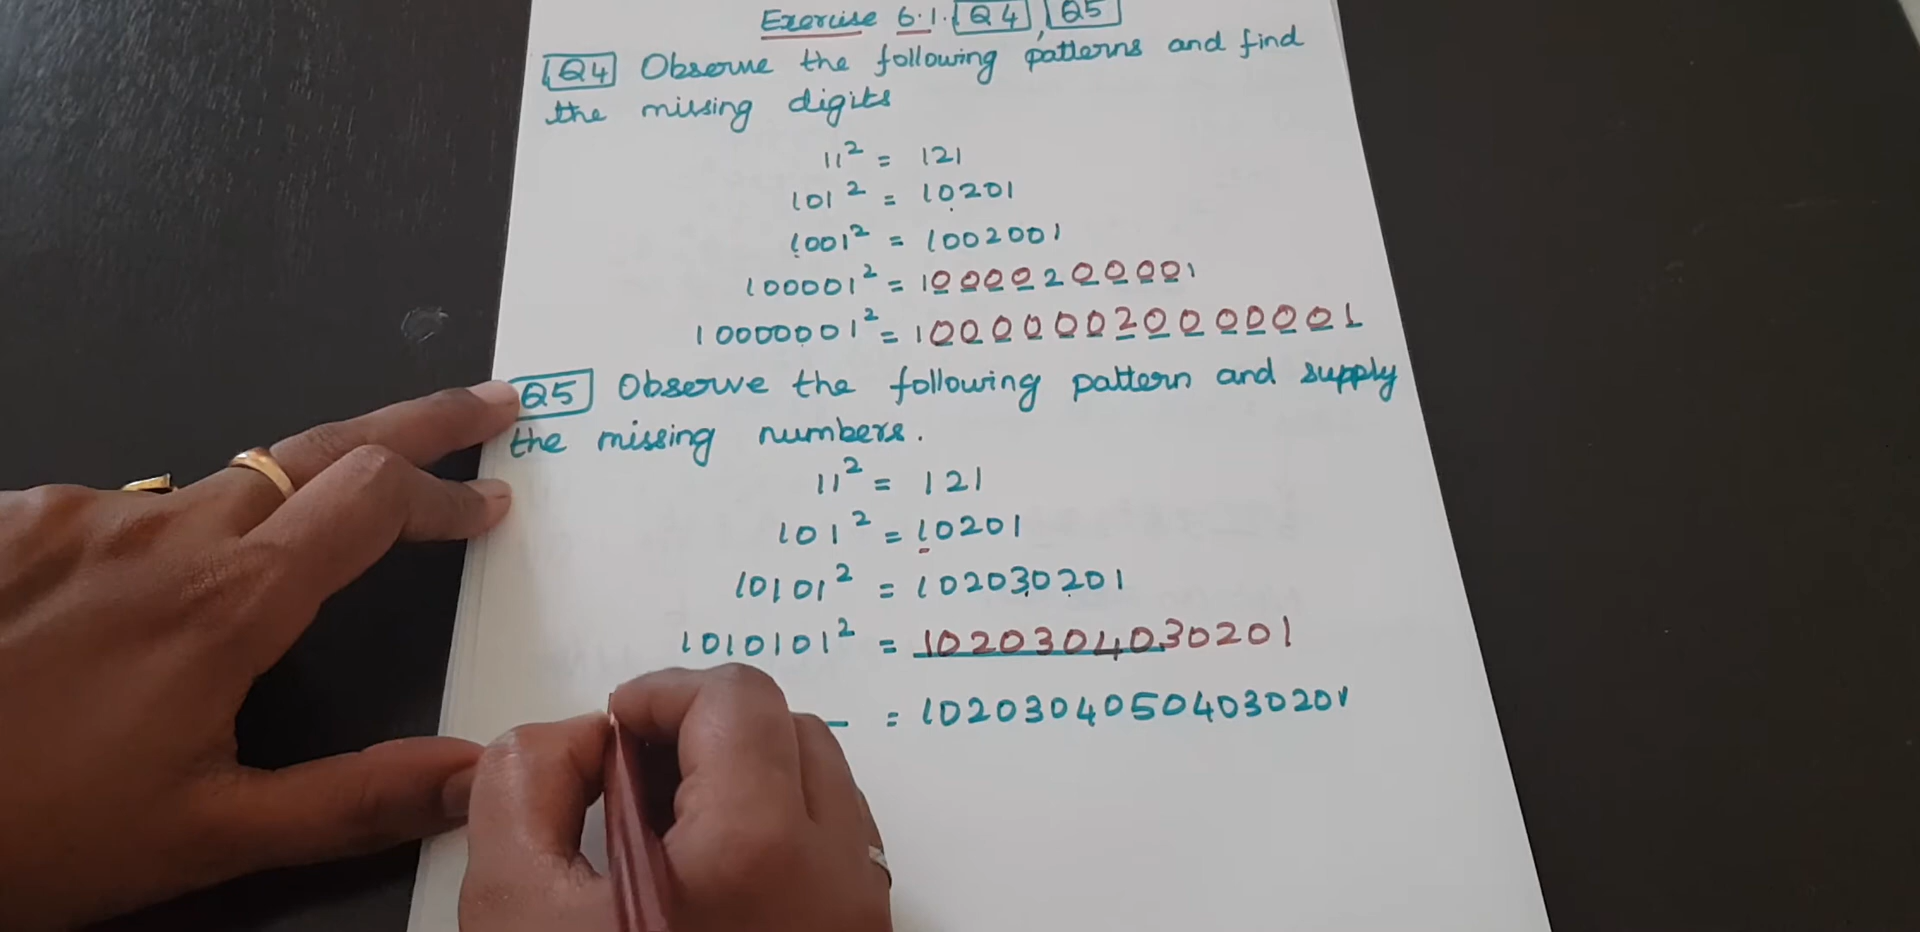 Exercise 6.1. Q4, Q5
Q4 Observe the following patterns and find
the missing digits
11² = 121
101² = 10201
1001² = 1002001
100001² = 10000200001
10000001² = 100000020000001
Q5 Observe the following pattern and supply
the missing numbers.
11² = 121
101² = 10201
10101² = 102030201
1010101² = 1020304030201
= 10203040504030201